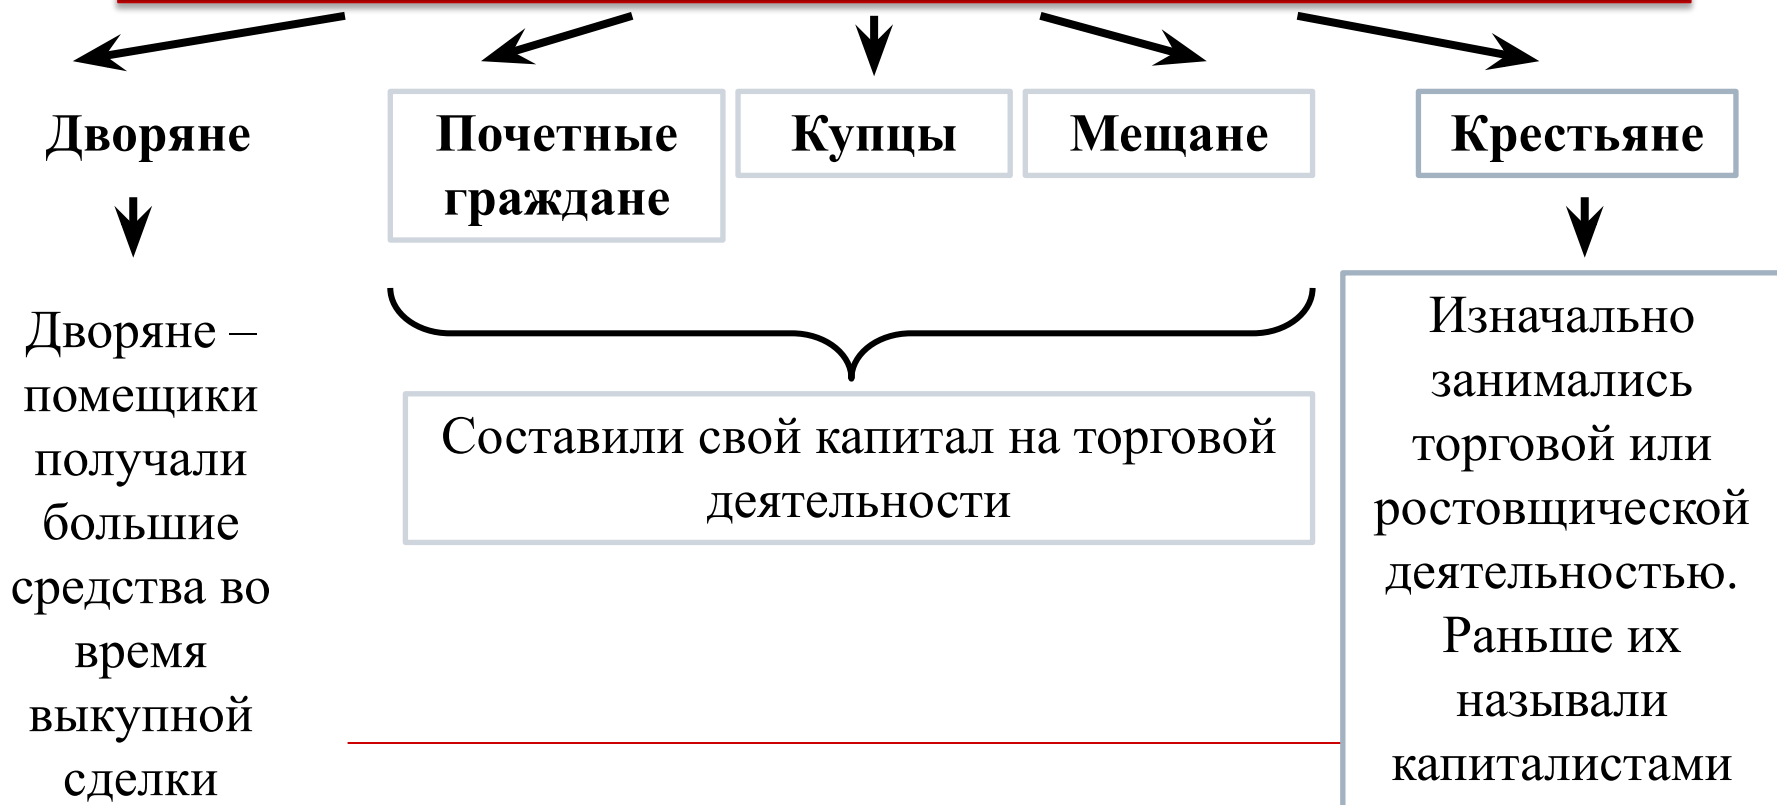 Дворяне
Почетные
граждане
Купцы
Мещане
Крестьяне
Дворяне –
помещики
получали
большие
средства во
время
выкупной
сделки
Составили свой капитал на торговой
деятельности
Изначально
занимались
торговой или
ростовщической
деятельностью.
Раньше их
называли
капиталистами